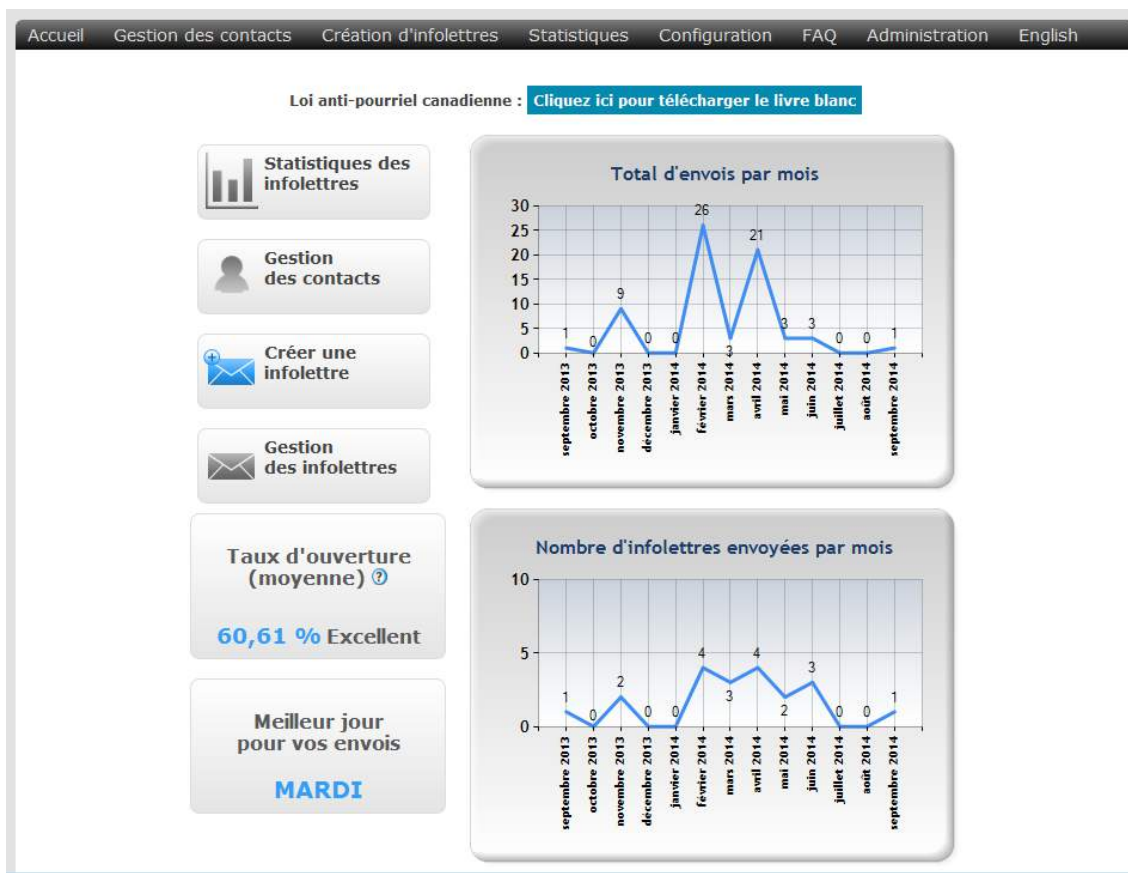 Accueil Gestion des contacts Création d'infolettres Statistiques Configuration FAQ Administration English
Loi anti-pourriel canadienne : Cliquez ici pour télécharger le livre blanc
Statistiques des
infolettres
Gestion
des contacts
Créer une
infolettre
Gestion
des infolettres
Taux d'ouverture
(moyenne) ?
60,61 % Excellent
Meilleur jour
pour vos envois
MARDI
Total d'envois par mois
30
25
20
15
10
5
0
1 0 9 0 0 26 3 21 3 3 0 0 1
septembre 2013
octobre 2013
novembre 2013
décembre 2013
janvier 2014
février 2014
mars 2014
avril 2014
mai 2014
juin 2014
juillet 2014
août 2014
septembre 2014
Nombre d'infolettres envoyées par mois
10
5
0
1 0 2 0 0 4 3 4 2 3 0 0 1
septembre 2013
octobre 2013
novembre 2013
décembre 2013
janvier 2014
février 2014
mars 2014
avril 2014
mai 2014
juin 2014
juillet 2014
août 2014
septembre 2014